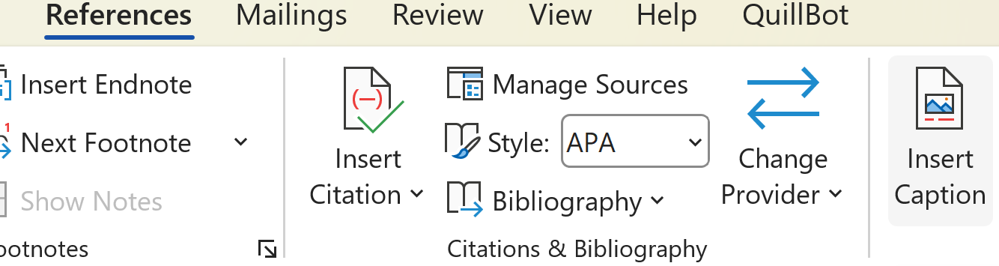 References Mailings Review View Help QuillBot
Insert Endnote
1
Next Footnote
Show Notes
ootnotes
(–)
Insert
Citation
Manage Sources
Style: APA
Bibliography
Change
Provider
Citations & Bibliography
Insert
Caption